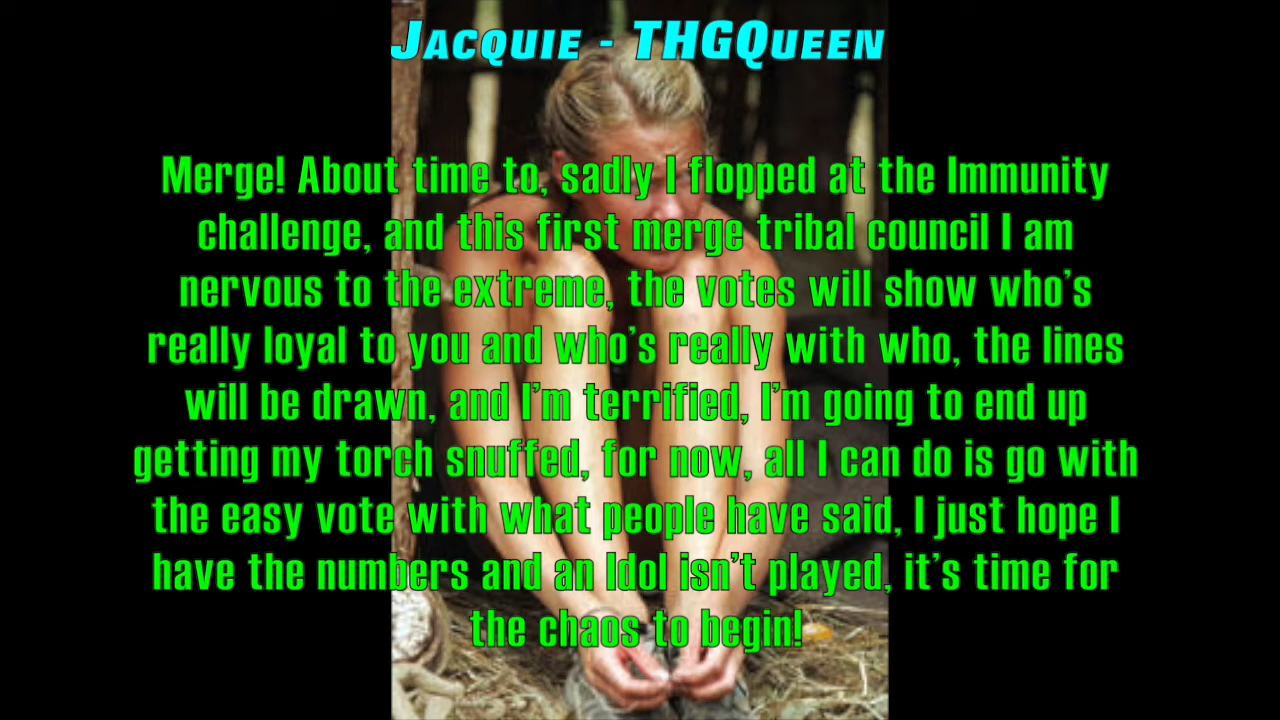 Jacquie - THGQueen
Merge! About time to, sadly I flopped at the Immunity
challenge, and this first merge tribal council I am
nervous to the extreme, the votes will show who's
really loyal to you and who's really with who, the lines
will be drawn, and I'm terrified, I'm going to end up
getting my torch snuffed, for now, all I can do is go with
the easy vote with what people have said, I just hope I
have the numbers and an Idol isn't played, it's time for
the chaos to begin!